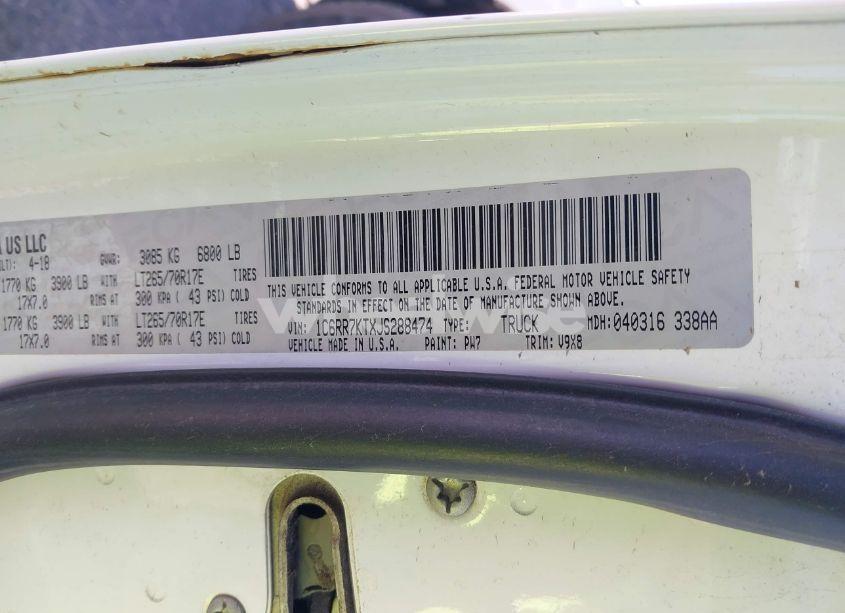 A US LLC
LT): 4-18 GVWR: 3085 KG 6800 LB
1770 KG 3900 LB WITH LT265/70R17E TIRES
17X7.0 RIMS AT 300 KPA ( 43 PSI) COLD
1770 KG 3900 LB WITH LT265/70R17E TIRES
17X7.0 RIMS AT 300 KPA ( 43 PSI) COLD
THIS VEHICLE CONFORMS TO ALL APPLICABLE U.S.A. FEDERAL MOTOR VEHICLE SAFETY
STANDARDS IN EFFECT ON THE DATE OF MANUFACTURE SHOWN ABOVE.
VIN: 1C6RR7KTXJS288474 TYPE: TRUCK MDH: 040316 338AA
VEHICLE MADE IN U.S.A. PAINT: PW7 TRIM: V9X8